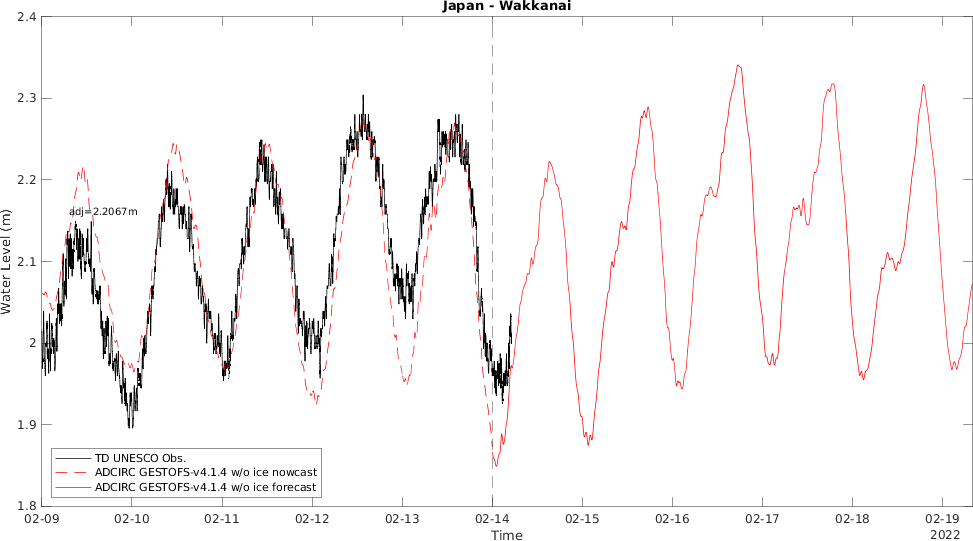 Japan - Wakkanai
2.4
2.3
2.2
2.1
2
1.9
1.8
Water Level (m)
adj=2.2067m
TD UNESCO Obs.
ADCIRC GESTOFS-v4.1.4 w/o ice nowcast
ADCIRC GESTOFS-v4.1.4 w/o ice forecast
02-09 02-10 02-11 02-12 02-13 02-14 02-15 02-16 02-17 02-18 02-19
Time
2022